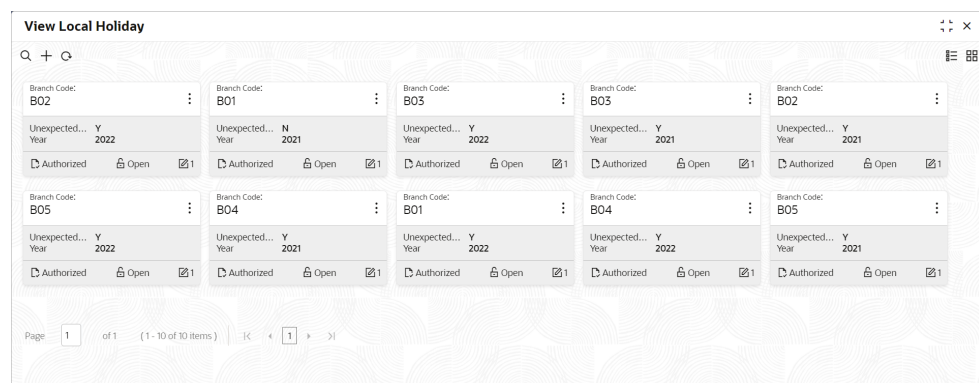 View Local Holiday
Branch Code: Branch Code: Branch Code: Branch Code: Branch Code:
B02 B01 B03 B03 B02
Unexpected... Y Unexpected... N Unexpected... Y Unexpected... Y Unexpected... Y
Year 2022 Year 2021 Year 2022 Year 2021 Year 2021
Authorized Open 1 Authorized Open 1 Authorized Open 1 Authorized Open 1 Authorized Open 1
Branch Code: Branch Code: Branch Code: Branch Code: Branch Code:
B05 B04 B01 B04 B05
Unexpected... Y Unexpected... Y Unexpected... Y Unexpected... Y Unexpected... Y
Year 2022 Year 2021 Year 2022 Year 2022 Year 2021
Authorized Open 1 Authorized Open 1 Authorized Open 1 Authorized Open 1 Authorized Open 1
Page 1 of 1 ( 1 - 10 of 10 items ) 1